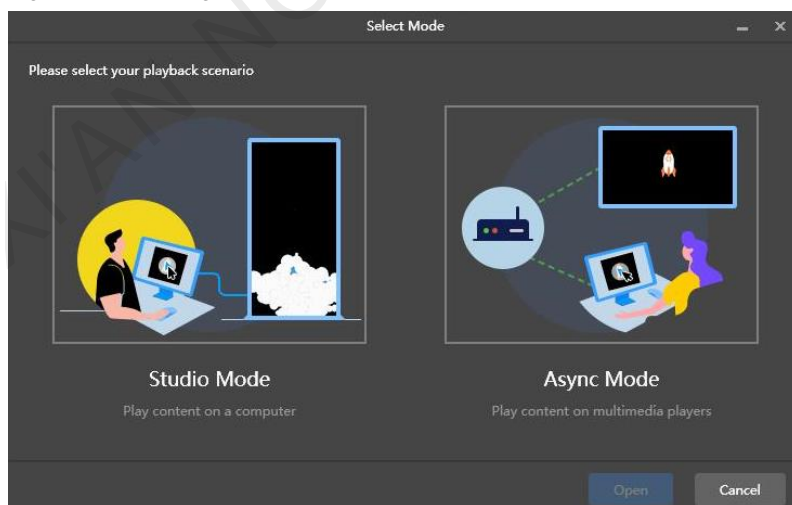 Select Mode
Please select your playback scenario
Studio Mode
Async Mode
Play content on a computer
Play content on multimedia players
Open
Cancel